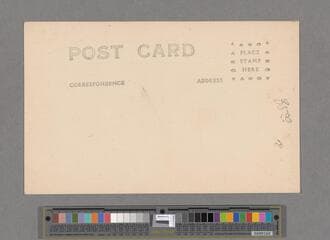 POST CARD
CORRESPONDENCE
ADDRESS
PLACE
STAMP
HERE